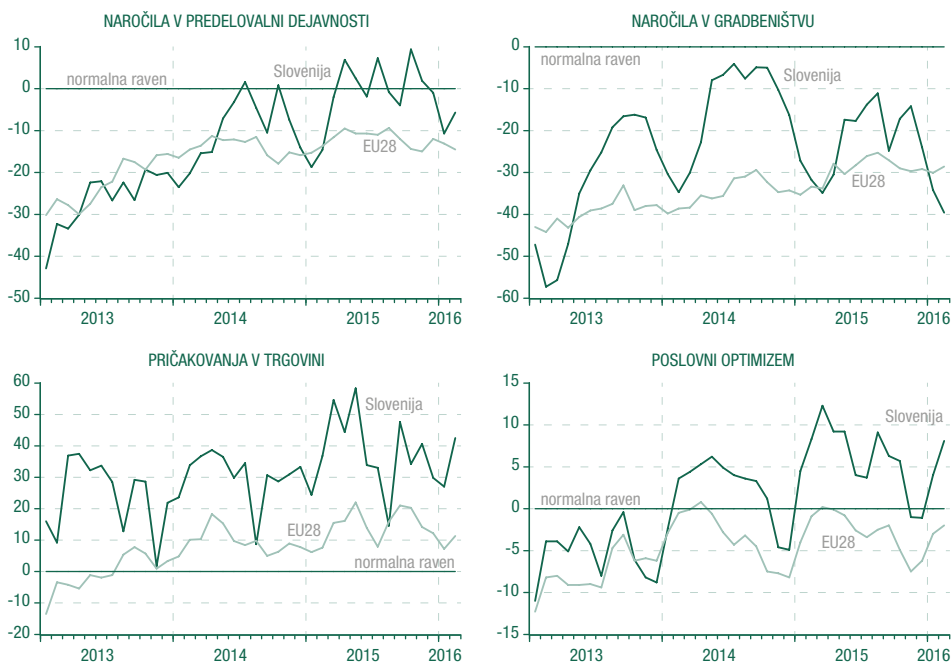 NAROČILA V PREDELOVALNI DEJAVNOSTI
10
0
-10
-20
-30
-40
-50
normalna raven
Slovenija
EU28
2013 2014 2015 2016
NAROČILA V GRADBENIŠTVU
0
-10
-20
-30
-40
-50
-60
normalna raven
Slovenija
EU28
2013 2014 2015 2016
PRIČAKOVANJA V TRGOVINI
60
50
40
30
20
10
0
-10
-20
Slovenija
EU28
normalna raven
2013 2014 2015 2016
POSLOVNI OPTIMIZEM
15
10
5
0
-5
-10
-15
Slovenija
normalna raven
EU28
2013 2014 2015 2016